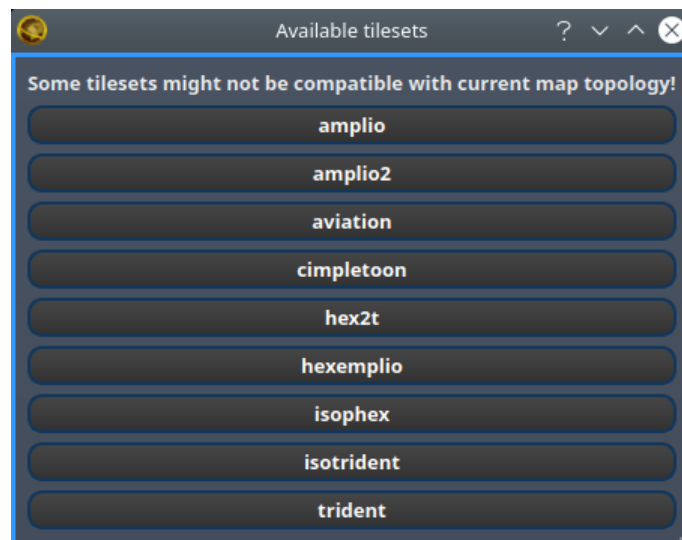 Available tilesets
Some tilesets might not be compatible with current map topology!
amplio
amplio2
aviation
cimpletoon
hex2t
hexemplio
isophex
isotrident
trident